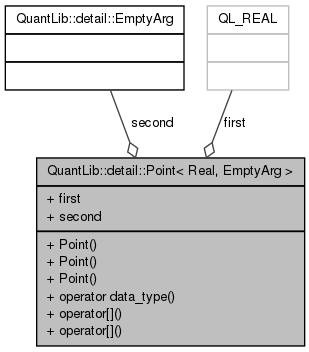 QuantLib::detail::EmptyArg
QL_REAL
second
first
QuantLib::detail::Point< Real, EmptyArg >
+ first
+ second
+ Point()
+ Point()
+ Point()
+ operator data_type()
+ operator[]()
+ operator[]()